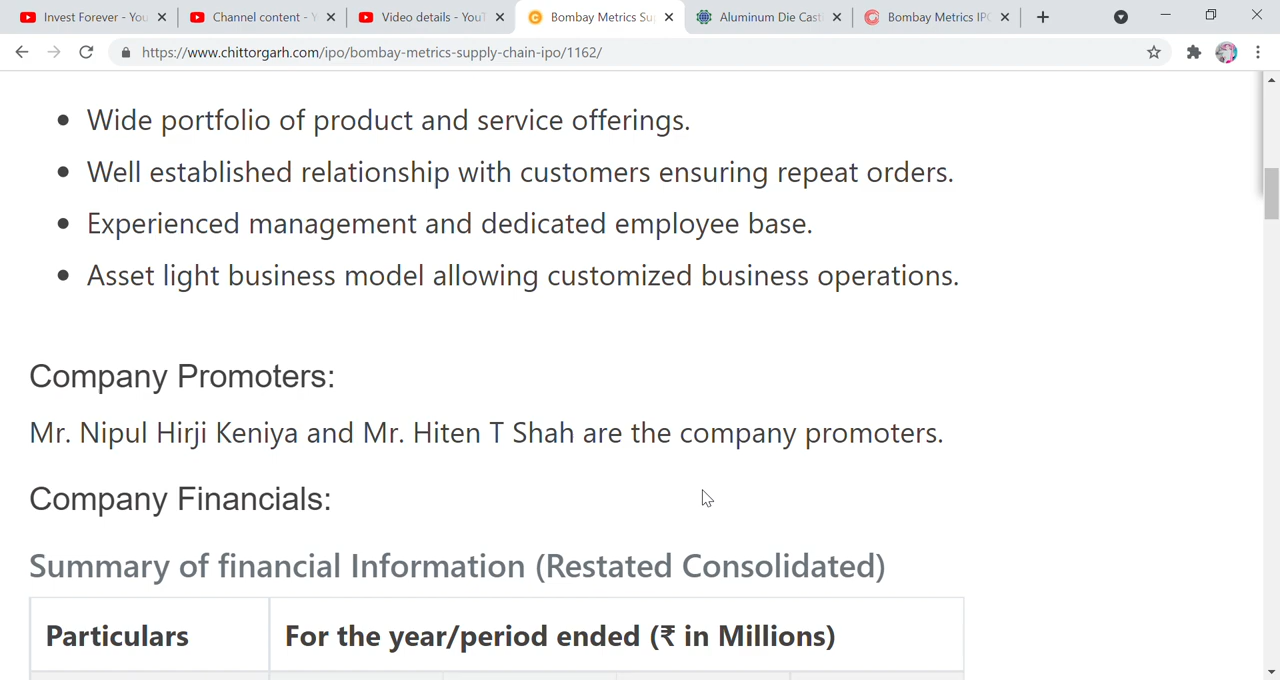 Invest Forever - You
Channel content - Y
Video details - YouT
Bombay Metrics Su
Aluminum Die Casti
Bombay Metrics IPO
https://www.chittorgarh.com/ipo/bombay-metrics-supply-chain-ipo/1162/
• Wide portfolio of product and service offerings.
• Well established relationship with customers ensuring repeat orders.
• Experienced management and dedicated employee base.
• Asset light business model allowing customized business operations.
Company Promoters:
Mr. Nipul Hirji Keniya and Mr. Hiten T Shah are the company promoters.
Company Financials:
Summary of financial Information (Restated Consolidated)
Particulars
For the year/period ended (₹ in Millions)